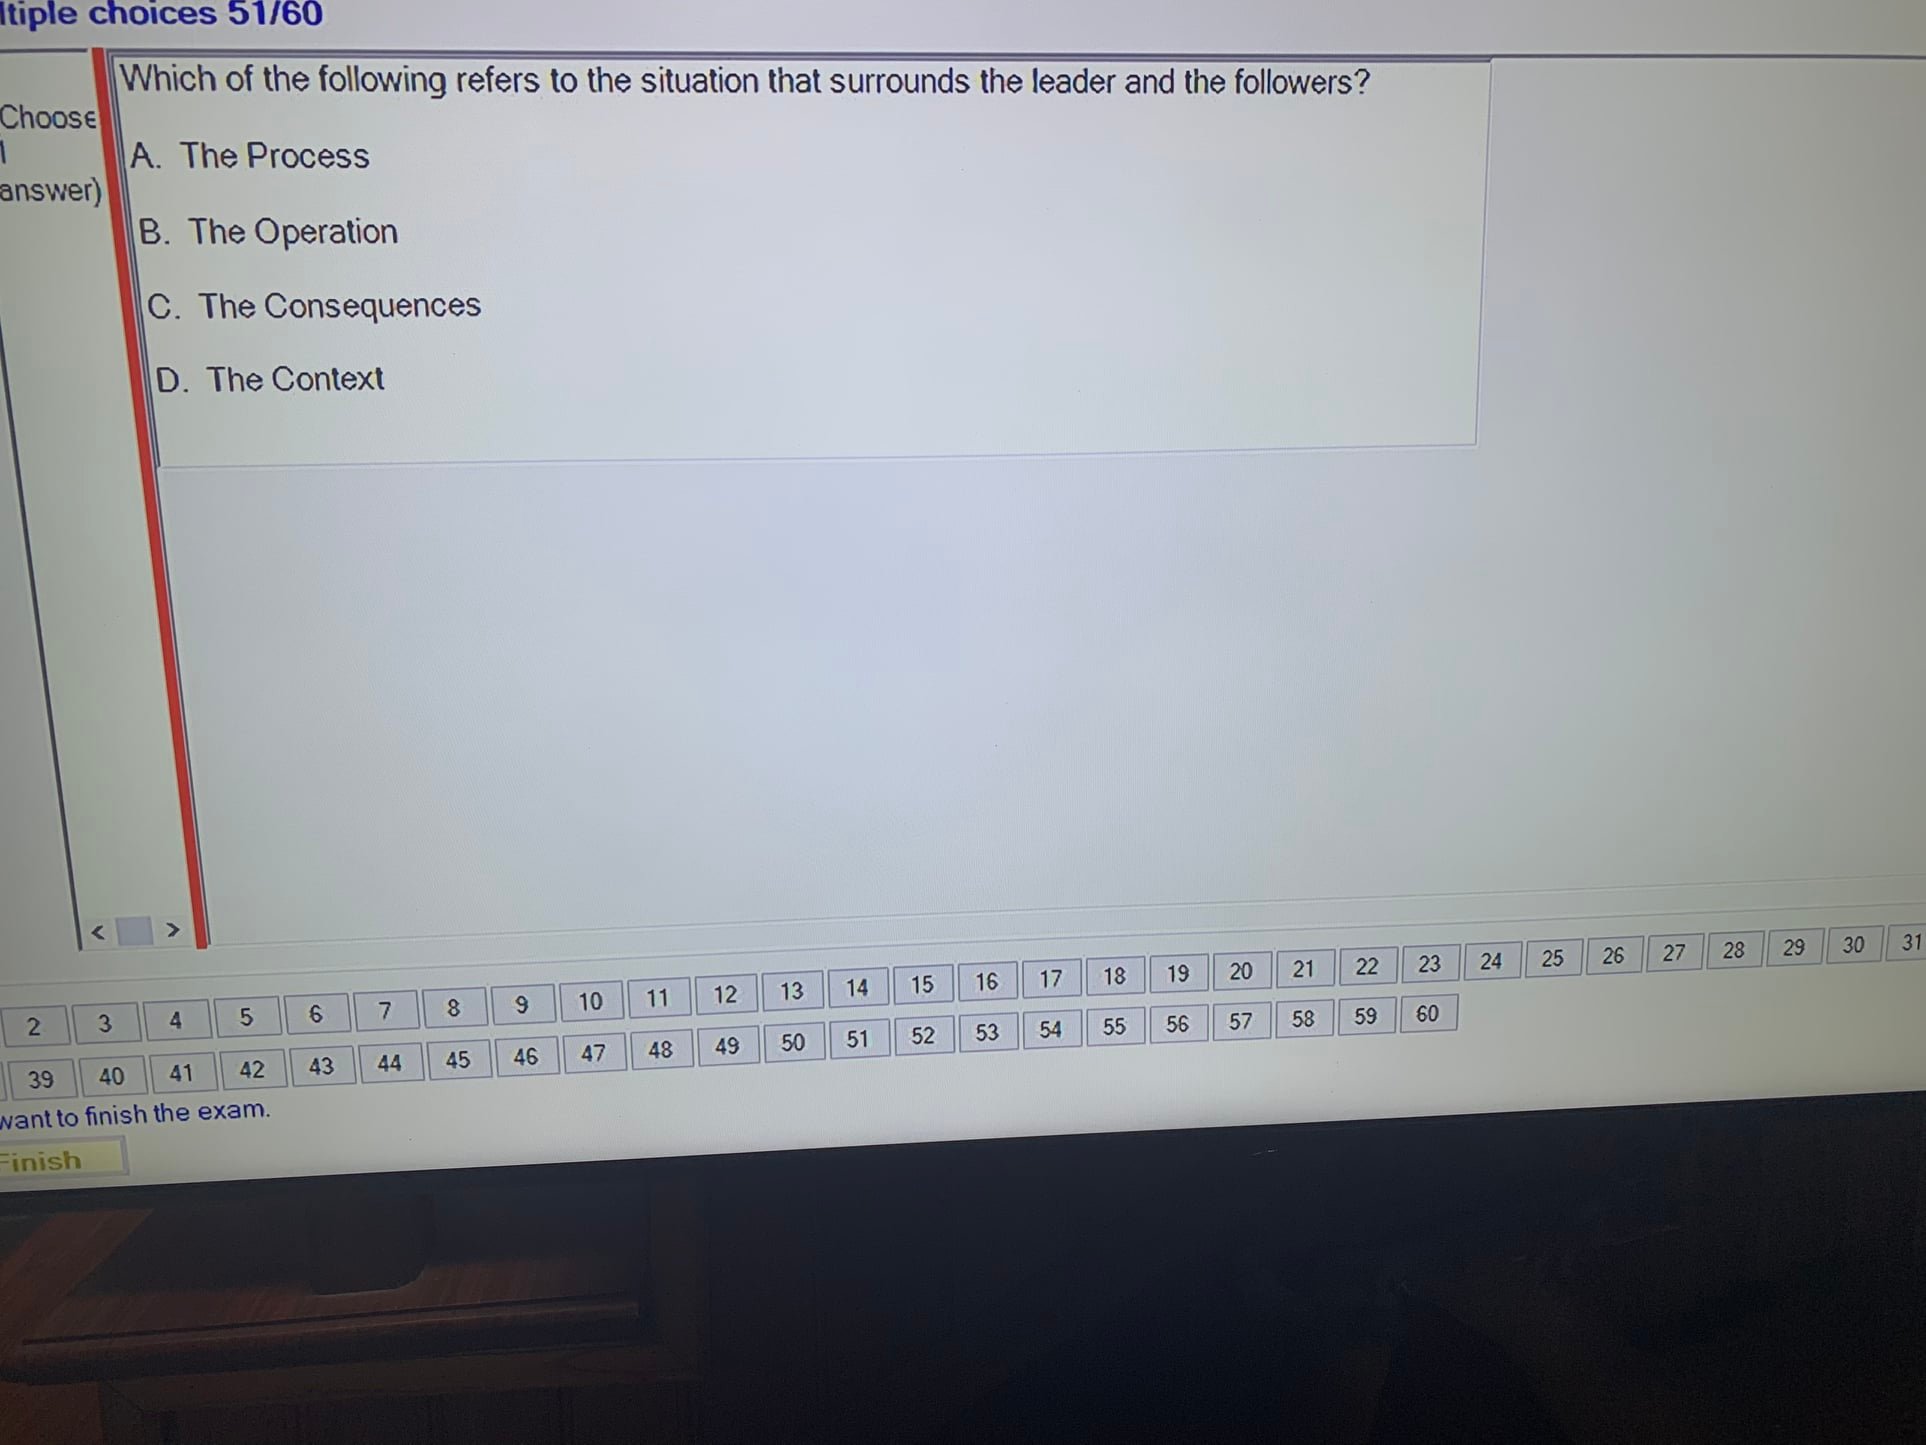 ltiple choices 51/60
Choose
1
answer)
Which of the following refers to the situation that surrounds the leader and the followers?
A. The Process
B. The Operation
C. The Consequences
D. The Context
< >
2 3 4 5 6 7 8 9 10 11 12 13 14 15 16 17 18 19 20 21 22 23 24 25 26 27 28 29 30 31
39 40 41 42 43 44 45 46 47 48 49 50 51 52 53 54 55 56 57 58 59 60
want to finish the exam.
Finish